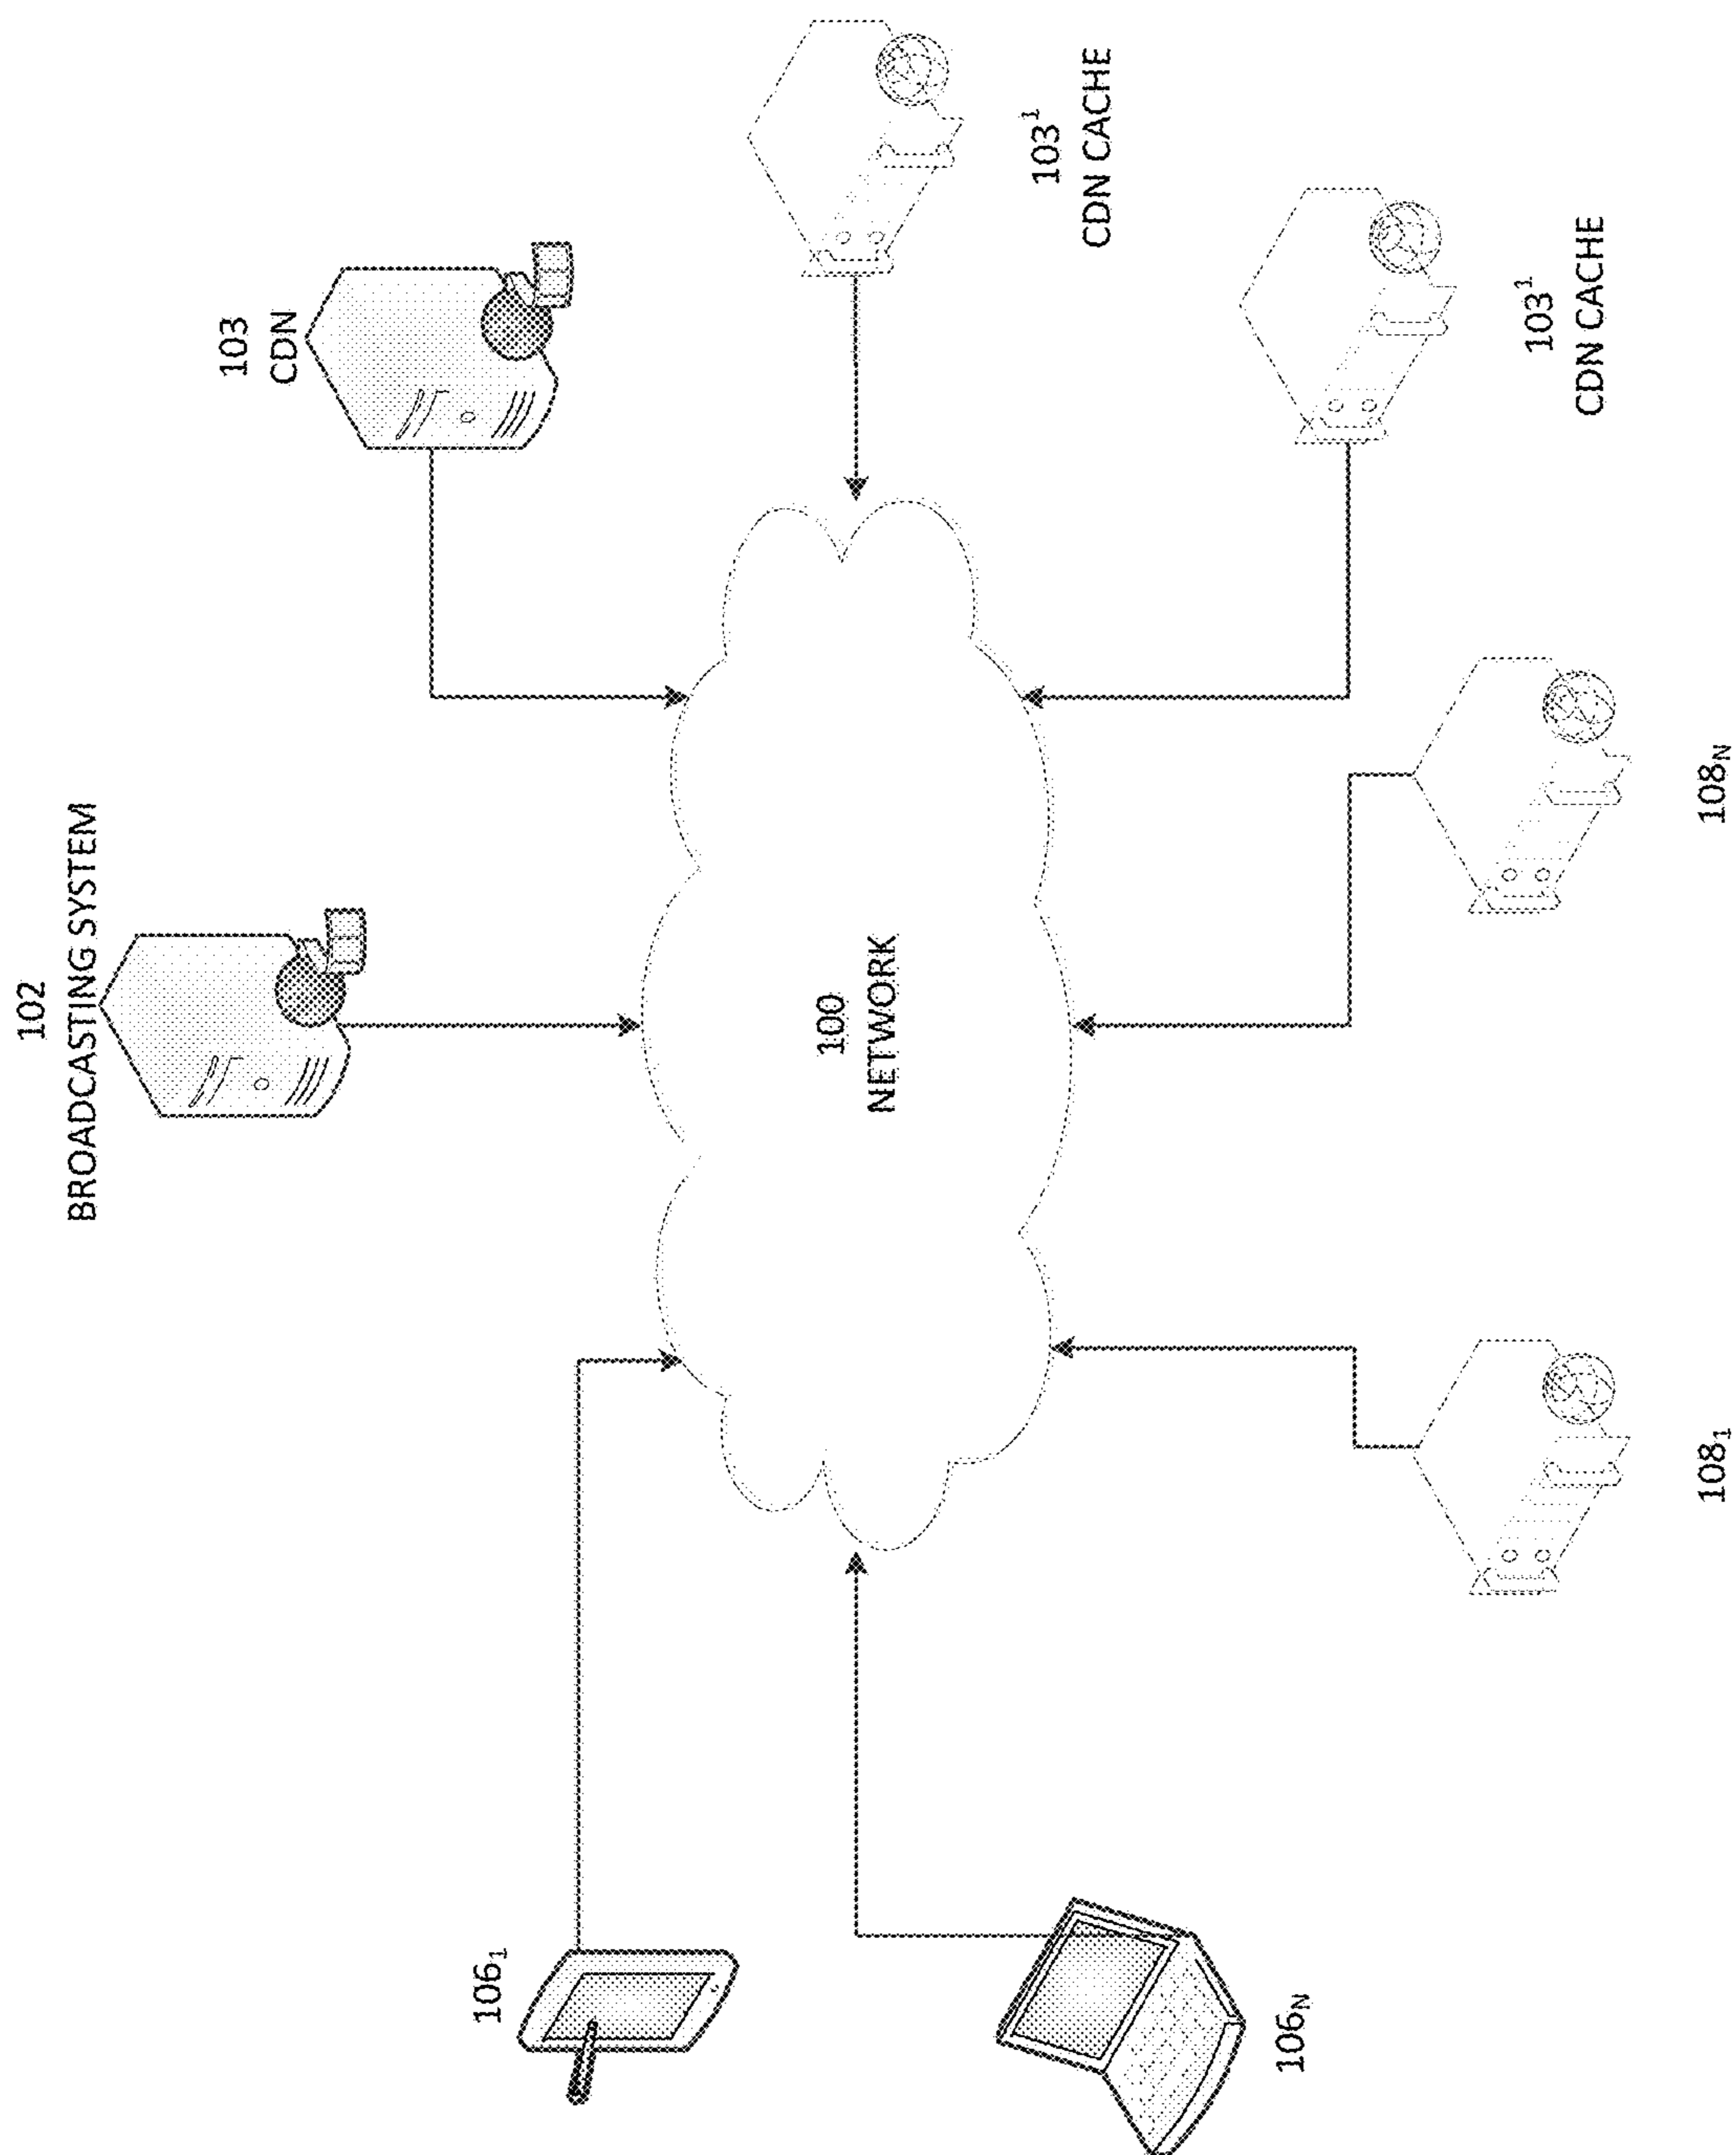 102
BROADCASTING SYSTEM
103
CDN
106₁
100
NETWORK
103¹
CDN CACHE
106ₙ
103¹
CDN CACHE
108₁
108ₙ